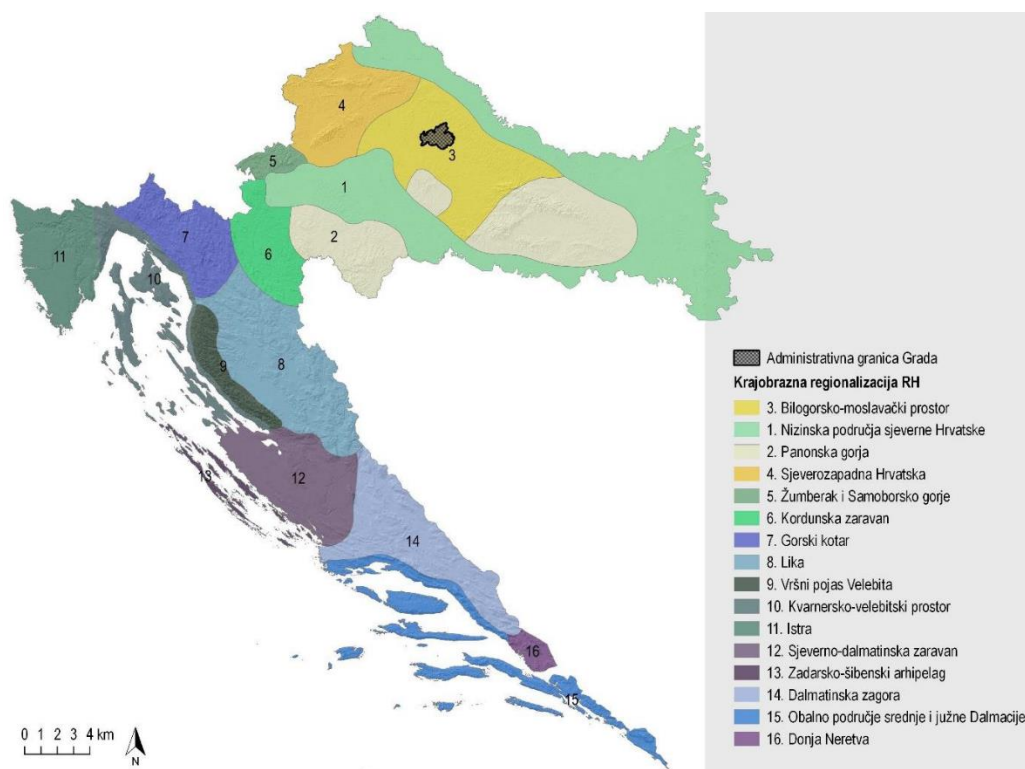 4
3
5
1
2
7
6
11
10
8
9
12
13
14
16
15
0 1 2 3 4 km
N
Administrativna granica Grada
Krajobrazna regionalizacija RH
3. Bilogorsko-moslavački prostor
1. Nizinska područja sjeverne Hrvatske
2. Panonska gorja
4. Sjeverozapadna Hrvatska
5. Žumberak i Samoborsko gorje
6. Kordunska zaravan
7. Gorski kotar
8. Lika
9. Vršni pojas Velebita
10. Kvarnersko-velebitski prostor
11. Istra
12. Sjeverno-dalmatinska zaravan
13. Zadarsko-šibenski arhipelag
14. Dalmatinska zagora
15. Obalno područje srednje i južne Dalmacije
16. Donja Neretva